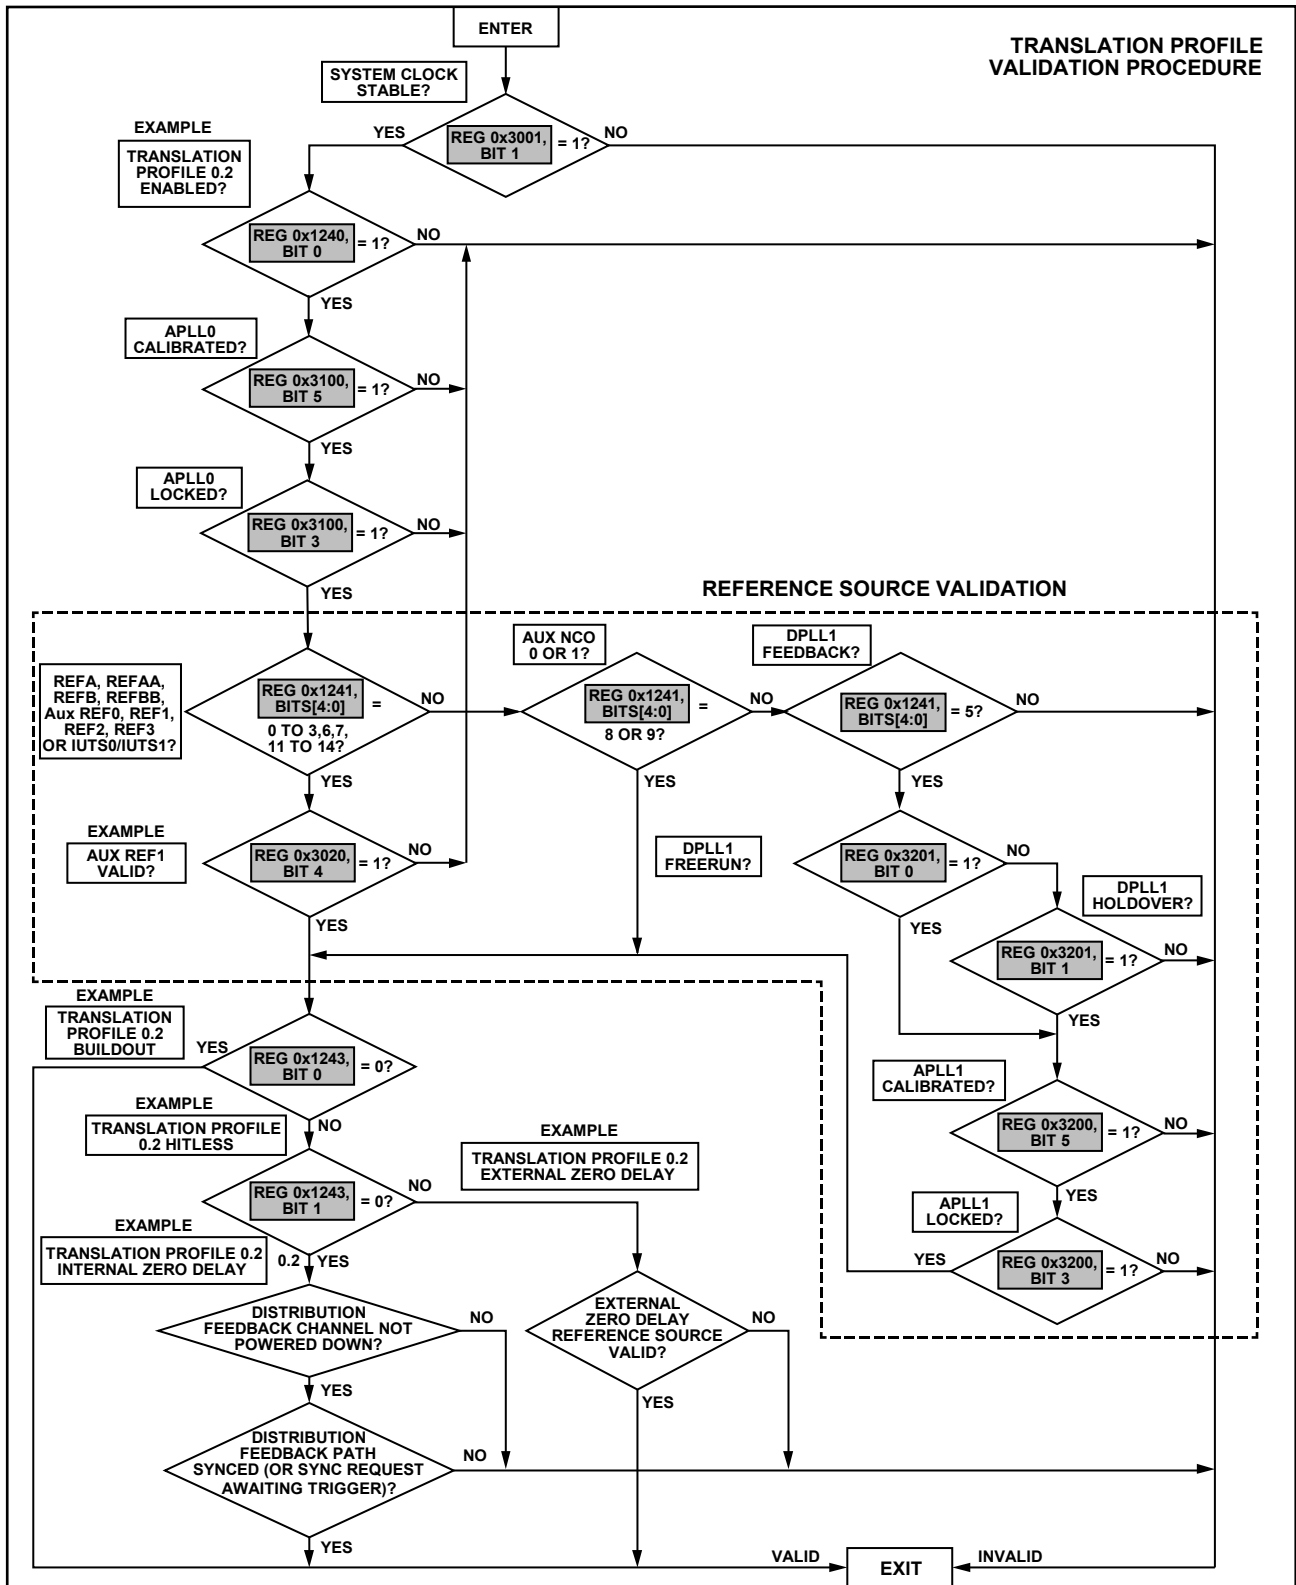 ENTER
TRANSLATION PROFILE
VALIDATION PROCEDURE
SYSTEM CLOCK
STABLE?
REG 0x3001,
BIT 1
= 1?
YES
NO
EXAMPLE
TRANSLATION
PROFILE 0.2
ENABLED?
REG 0x1240,
BIT 0
= 1?
NO
YES
APLL0
CALIBRATED?
REG 0x3100,
BIT 5
= 1?
NO
YES
APLL0
LOCKED?
REG 0x3100,
BIT 3
= 1?
NO
YES
REFERENCE SOURCE VALIDATION
REFA, REFAA,
REFB, REFBB,
Aux REF0, REF1,
REF2, REF3
OR IUTS0/IUTS1?
REG 0x1241,
BITS[4:0]
=
0 TO 3,6,7,
11 TO 14?
NO
YES
AUX NCO
0 OR 1?
REG 0x1241,
BITS[4:0]
=
8 OR 9?
NO
YES
DPLL1
FEEDBACK?
REG 0x1241,
BITS[4:0]
= 5?
NO
YES
EXAMPLE
AUX REF1
VALID?
REG 0x3020,
BIT 4
= 1?
NO
YES
DPLL1
FREERUN?
REG 0x3201,
BIT 0
= 1?
NO
YES
DPLL1
HOLDOVER?
REG 0x3201,
BIT 1
= 1?
NO
YES
EXAMPLE
TRANSLATION
PROFILE 0.2
BUILDOUT
YES
REG 0x1243,
BIT 0
= 0?
NO
APLL1
CALIBRATED?
REG 0x3200,
BIT 5
= 1?
NO
YES
EXAMPLE
TRANSLATION PROFILE
0.2 HITLESS
REG 0x1243,
BIT 1
= 0?
NO
YES
EXAMPLE
TRANSLATION PROFILE 0.2
EXTERNAL ZERO DELAY
APLL1
LOCKED?
REG 0x3200,
BIT 3
= 1?
YES
NO
EXAMPLE
TRANSLATION PROFILE 0.2
INTERNAL ZERO DELAY
0.2
DISTRIBUTION
FEEDBACK CHANNEL NOT
POWERED DOWN?
NO
YES
EXTERNAL
ZERO DELAY
REFERENCE SOURCE
VALID?
NO
YES
DISTRIBUTION
FEEDBACK PATH
SYNCED (OR SYNC REQUEST
AWAITING TRIGGER)?
NO
YES
VALID
EXIT
INVALID